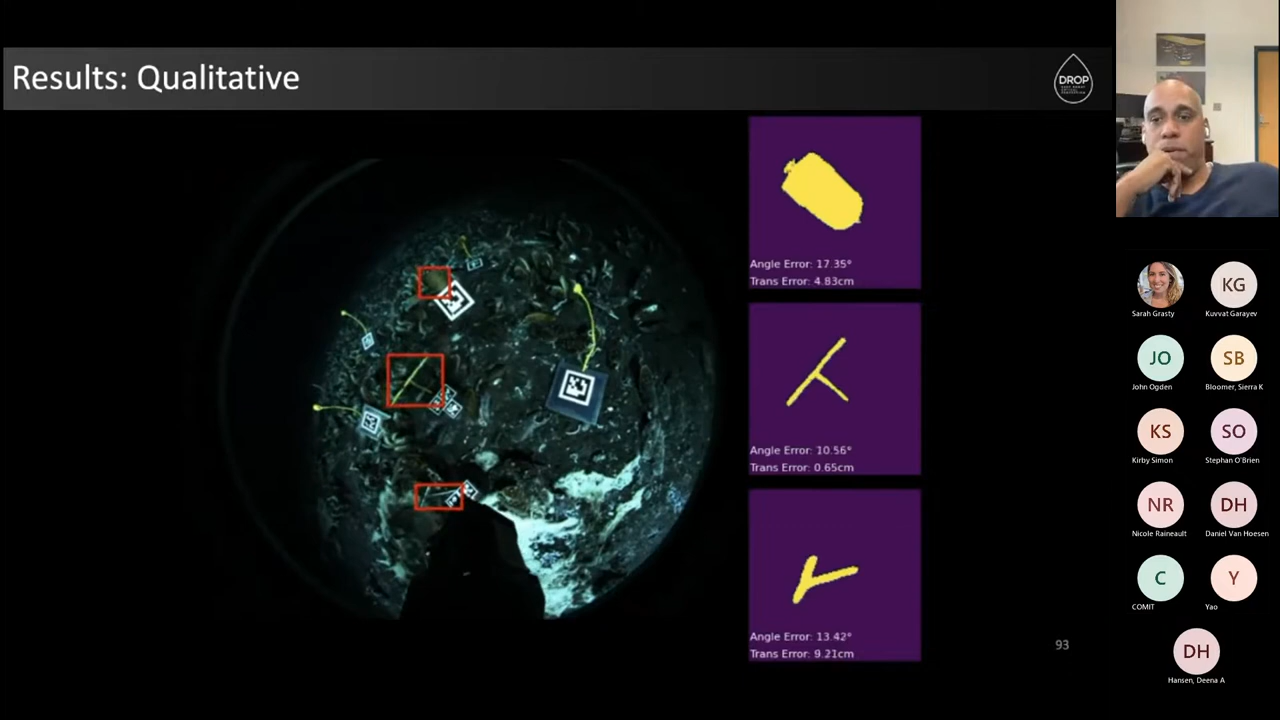 Results: Qualitative
DROP
Angle Error: 17.35°
Trans Error: 4.83cm
Angle Error: 10.56°
Trans Error: 0.65cm
Angle Error: 13.42°
Trans Error: 9.21cm
93
KG
Sarah Grasty
Kuvvat Garayev
JO
SB
John Ogden
Bloomer, Sierra K
KS
SO
Kirby Simon
Stephan O'Brien
NR
DH
Nicole Raineault
Daniel Van Hoesen
C
Y
COMIT
Yao
DH
Hansen, Deena A